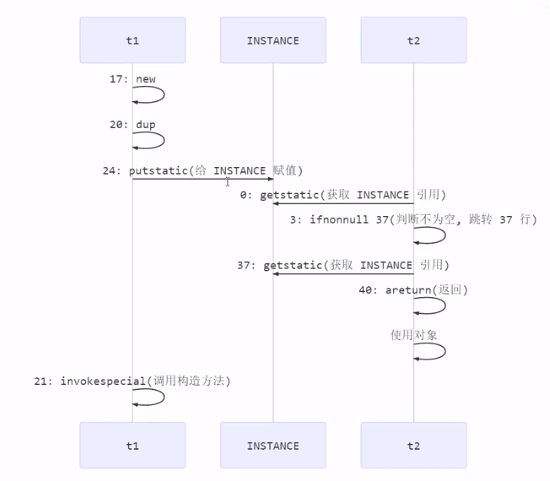 t1 INSTANCE t2
17: new
20: dup
24: putstatic(给 INSTANCE 赋值)
0: getstatic(获取 INSTANCE 引用)
3: ifnonnull 37(判断不为空, 跳转 37 行)
37: getstatic(获取 INSTANCE 引用)
40: areturn(返回)
使用对象
21: invokespecial(调用构造方法)
t1 INSTANCE t2